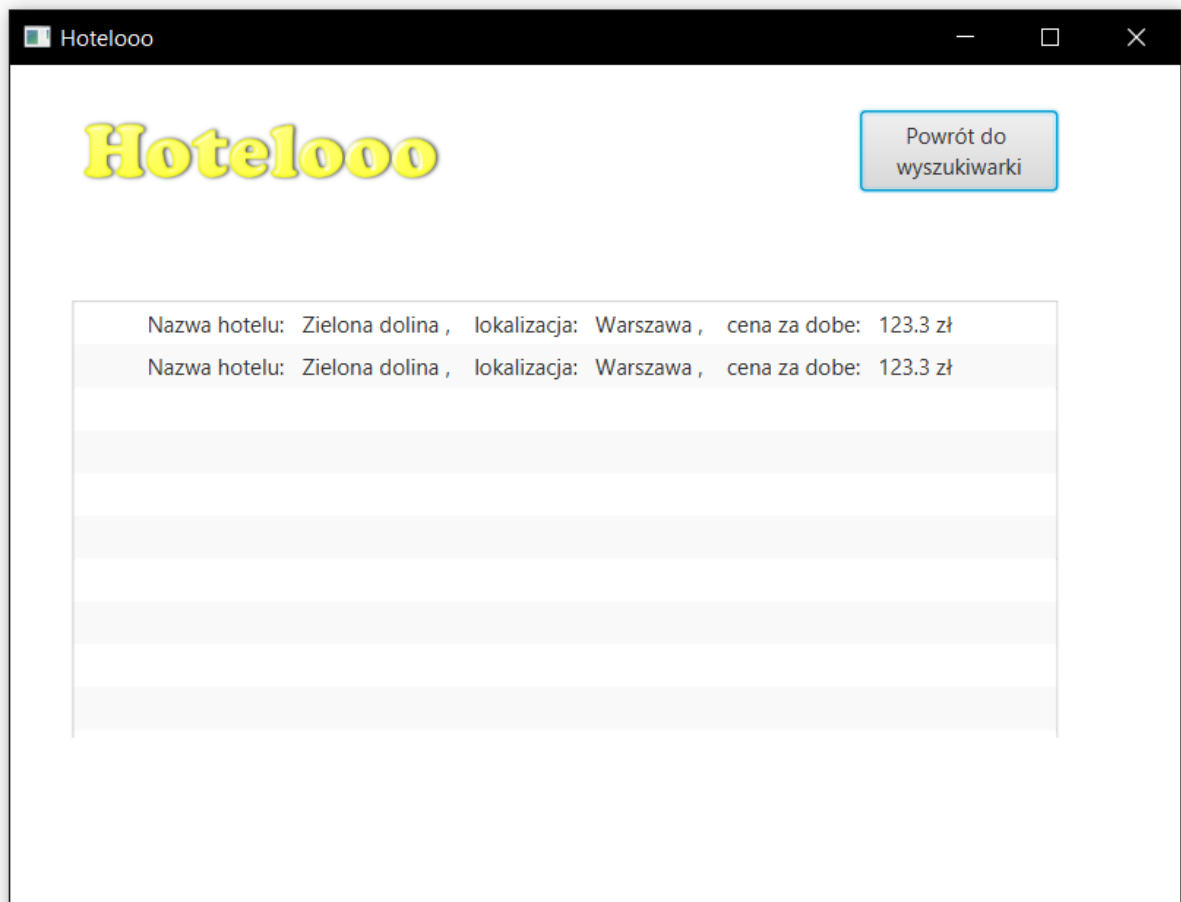 Hotelooo
Hotelooo
Powrót do
wyszukiwarki
Nazwa hotelu: Zielona dolina , lokalizacja: Warszawa , cena za dobe: 123.3 zł
Nazwa hotelu: Zielona dolina , lokalizacja: Warszawa , cena za dobe: 123.3 zł